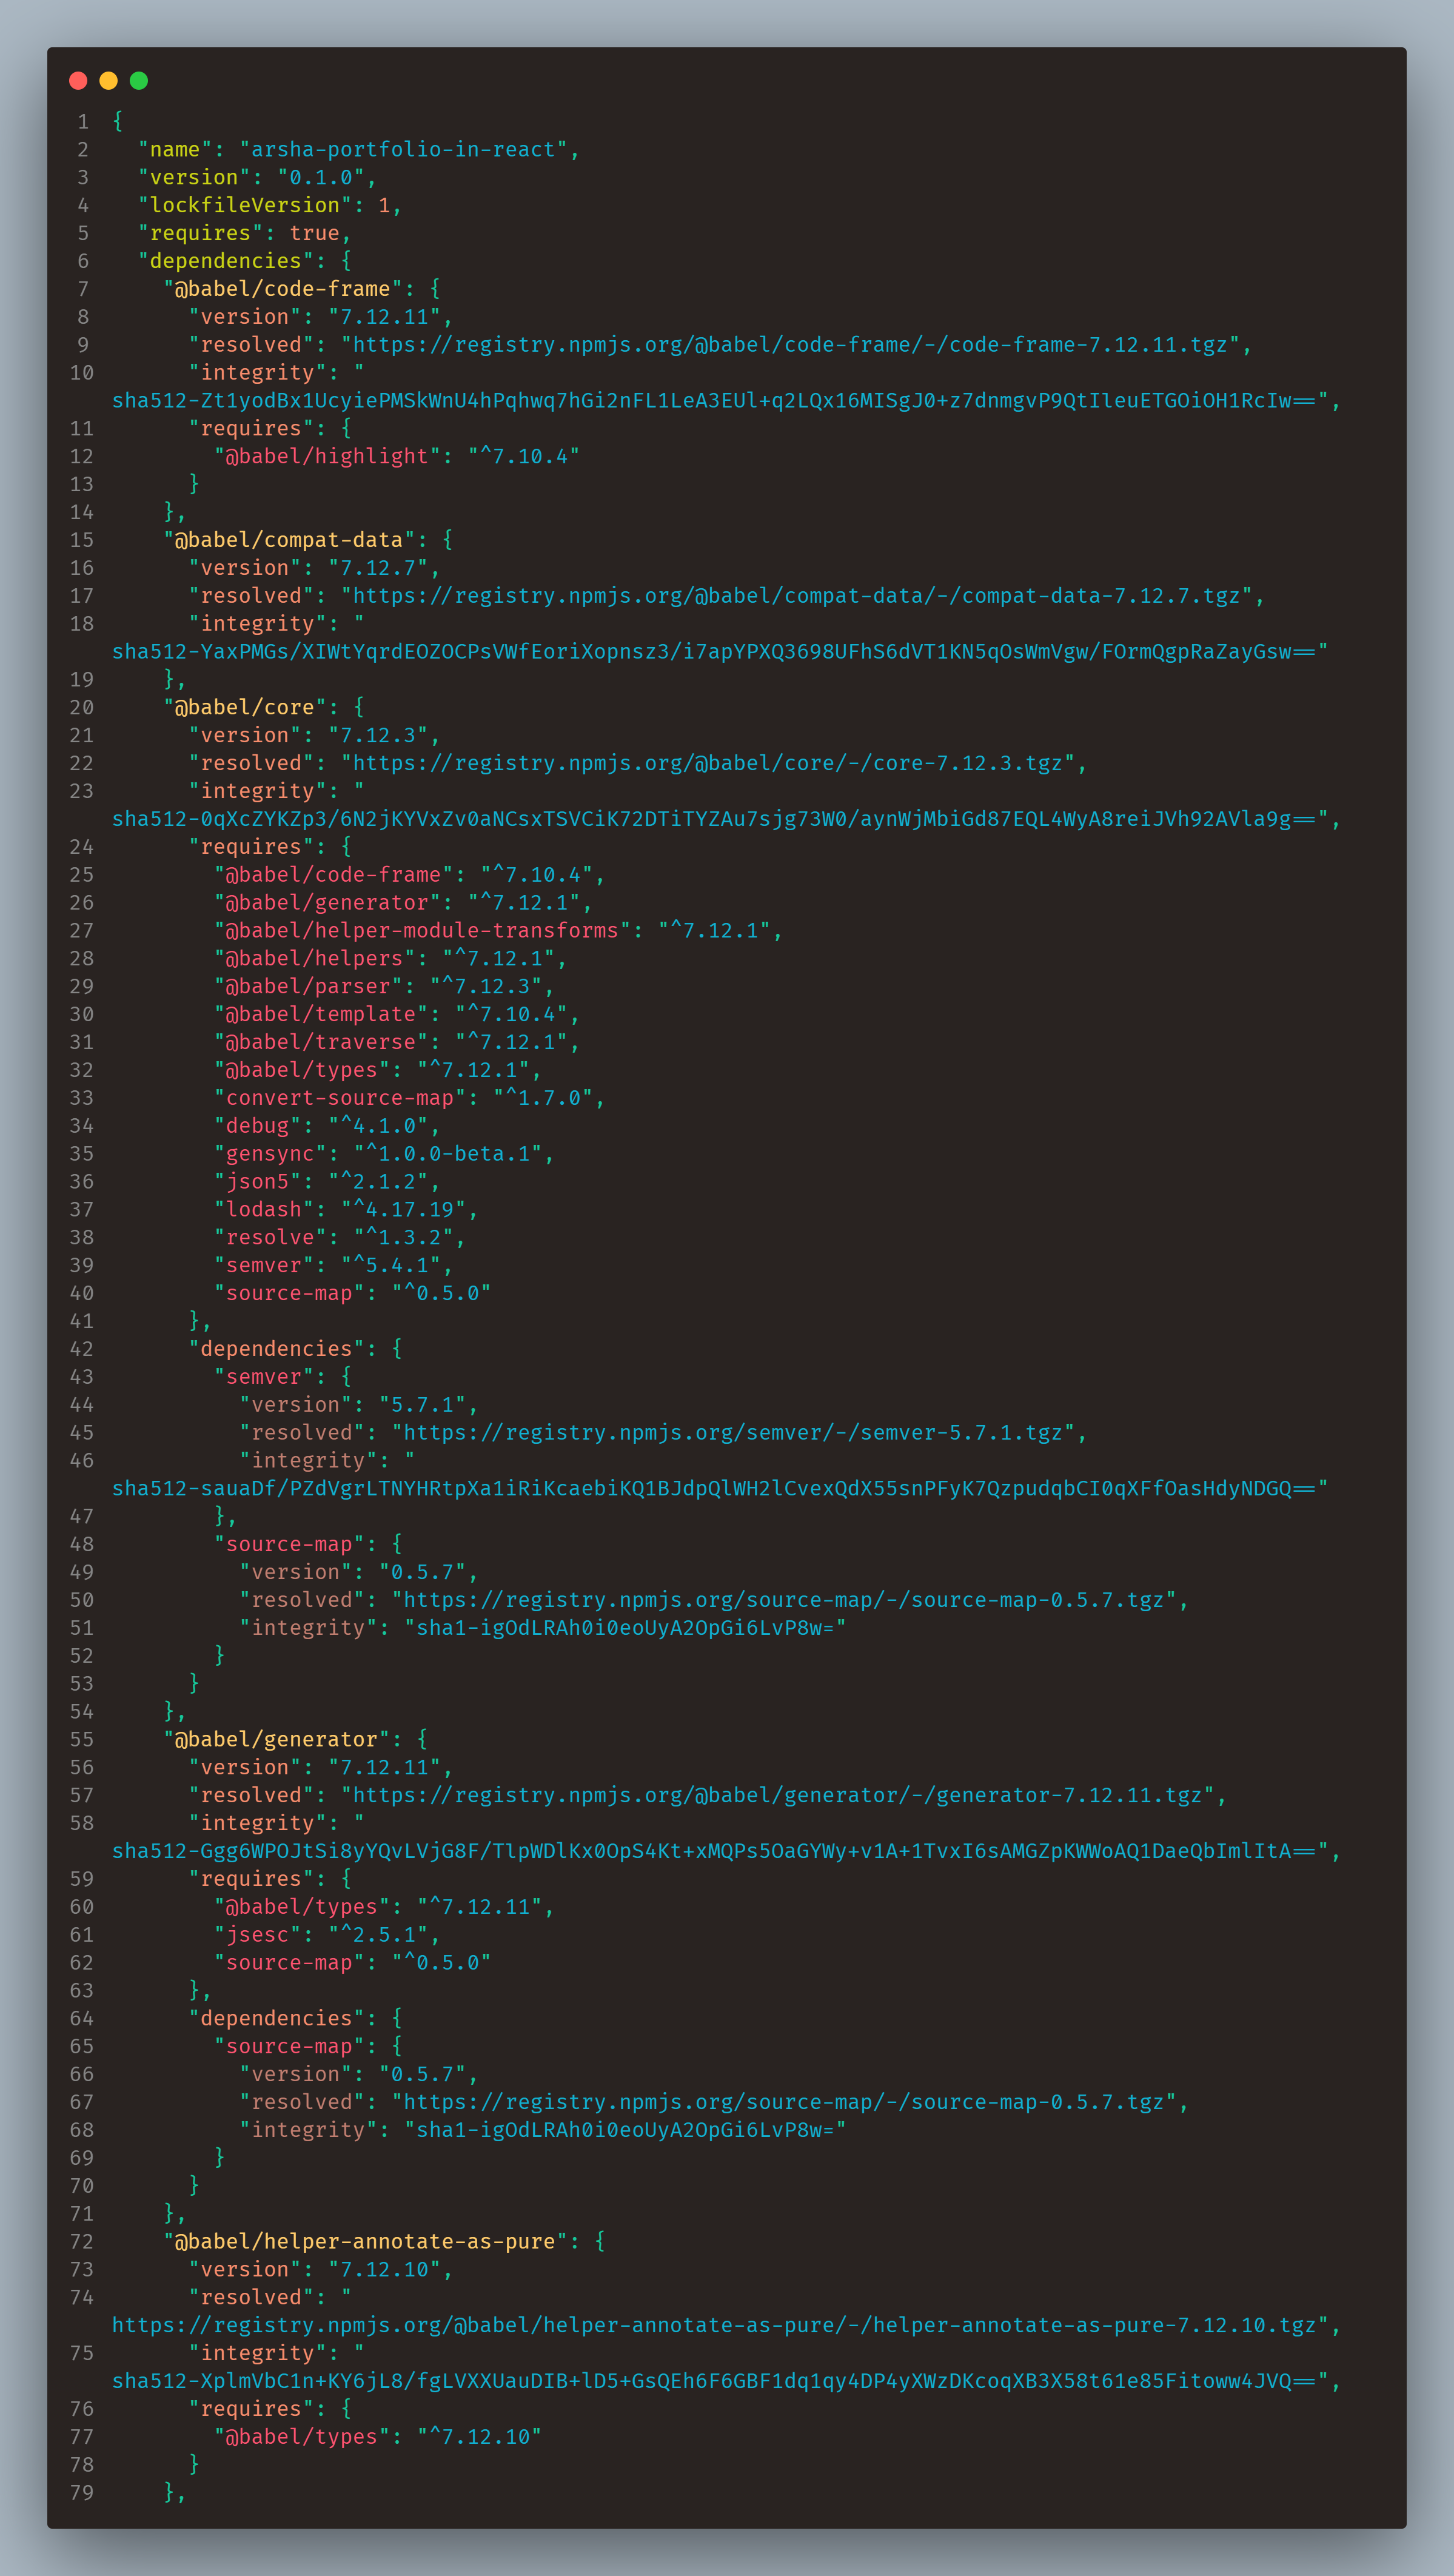 1 {
2   "name": "arsha-portfolio-in-react",
3   "version": "0.1.0",
4   "lockfileVersion": 1,
5   "requires": true,
6   "dependencies": {
7     "@babel/code-frame": {
8       "version": "7.12.11",
9       "resolved": "https://registry.npmjs.org/@babel/code-frame/-/code-frame-7.12.11.tgz",
10       "integrity": "
sha512-Zt1yodBx1UcyiePMSkWnU4hPqhwq7hGi2nFL1LeA3EUl+q2LQx16MISgJ0+z7dnmgvP9QtIleuETGOiOH1RcIw==",
11       "requires": {
12         "@babel/highlight": "^7.10.4"
13       }
14     },
15     "@babel/compat-data": {
16       "version": "7.12.7",
17       "resolved": "https://registry.npmjs.org/@babel/compat-data/-/compat-data-7.12.7.tgz",
18       "integrity": "
sha512-YaxPMGs/XIWtYqrdEOZOCPsVWfEoriXopnsz3/i7apYPXQ3698UFhS6dVT1KN5qOsWmVgw/FOrmQgpRaZayGsw=="
19     },
20     "@babel/core": {
21       "version": "7.12.3",
22       "resolved": "https://registry.npmjs.org/@babel/core/-/core-7.12.3.tgz",
23       "integrity": "
sha512-0qXcZYKZp3/6N2jKYVxZv0aNCsxTSVCiK72DTiTYZAu7sjg73W0/aynWjMbiGd87EQL4WyA8reiJVh92AVla9g==",
24       "requires": {
25         "@babel/code-frame": "^7.10.4",
26         "@babel/generator": "^7.12.1",
27         "@babel/helper-module-transforms": "^7.12.1",
28         "@babel/helpers": "^7.12.1",
29         "@babel/parser": "^7.12.3",
30         "@babel/template": "^7.10.4",
31         "@babel/traverse": "^7.12.1",
32         "@babel/types": "^7.12.1",
33         "convert-source-map": "^1.7.0",
34         "debug": "^4.1.0",
35         "gensync": "^1.0.0-beta.1",
36         "json5": "^2.1.2",
37         "lodash": "^4.17.19",
38         "resolve": "^1.3.2",
39         "semver": "^5.4.1",
40         "source-map": "^0.5.0"
41       },
42       "dependencies": {
43         "semver": {
44           "version": "5.7.1",
45           "resolved": "https://registry.npmjs.org/semver/-/semver-5.7.1.tgz",
46           "integrity": "
sha512-sauaDf/PZdVgrLTNYHRtpXa1iRiKcaebiKQ1BJdpQlWH2lCvexQdX55snPFyK7QzpudqbCI0qXFfOasHdyNDGQ=="
47         },
48         "source-map": {
49           "version": "0.5.7",
50           "resolved": "https://registry.npmjs.org/source-map/-/source-map-0.5.7.tgz",
51           "integrity": "sha1-igOdLRAh0i0eoUyA2OpGi6LvP8w="
52         }
53       }
54     },
55     "@babel/generator": {
56       "version": "7.12.11",
57       "resolved": "https://registry.npmjs.org/@babel/generator/-/generator-7.12.11.tgz",
58       "integrity": "
sha512-Ggg6WPOJtSi8yYQvLVjG8F/TlpWDlKx0OpS4Kt+xMQPs5OaGYWy+v1A+1TvxI6sAMGZpKWWoAQ1DaeQbImlItA==",
59       "requires": {
60         "@babel/types": "^7.12.11",
61         "jsesc": "^2.5.1",
62         "source-map": "^0.5.0"
63       },
64       "dependencies": {
65         "source-map": {
66           "version": "0.5.7",
67           "resolved": "https://registry.npmjs.org/source-map/-/source-map-0.5.7.tgz",
68           "integrity": "sha1-igOdLRAh0i0eoUyA2OpGi6LvP8w="
69         }
70       }
71     },
72     "@babel/helper-annotate-as-pure": {
73       "version": "7.12.10",
74       "resolved": "
https://registry.npmjs.org/@babel/helper-annotate-as-pure/-/helper-annotate-as-pure-7.12.10.tgz",
75       "integrity": "
sha512-XplmVbC1n+KY6jL8/fgLVXXUauDIB+lD5+GsQEh6F6GBF1dq1qy4DP4yXWzDKcoqXB3X58t61e85Fitoww4JVQ==",
76       "requires": {
77         "@babel/types": "^7.12.10"
78       }
79     },